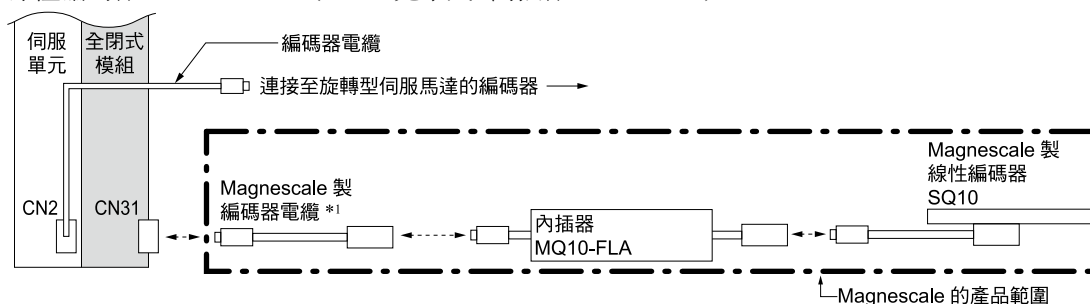 伺服
單元
全閉式
模組
編碼器電纜
連接至旋轉型伺服馬達的編碼器
CN2
CN31
Magnescale 製
編碼器電纜 *1
內插器
MQ10-FLA
Magnescale 製
線性編碼器
SQ10
Magnescale 的產品範圍